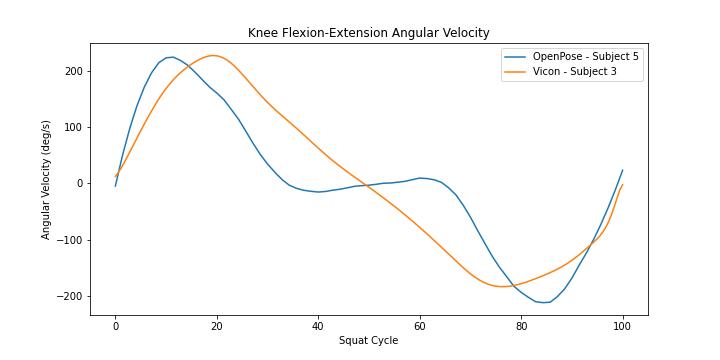 Knee Flexion-Extension Angular Velocity
OpenPose - Subject 5
Vicon - Subject 3
Angular Velocity (deg/s)
200
100
0
−100
−200
0 20 40 60 80 100
Squat Cycle